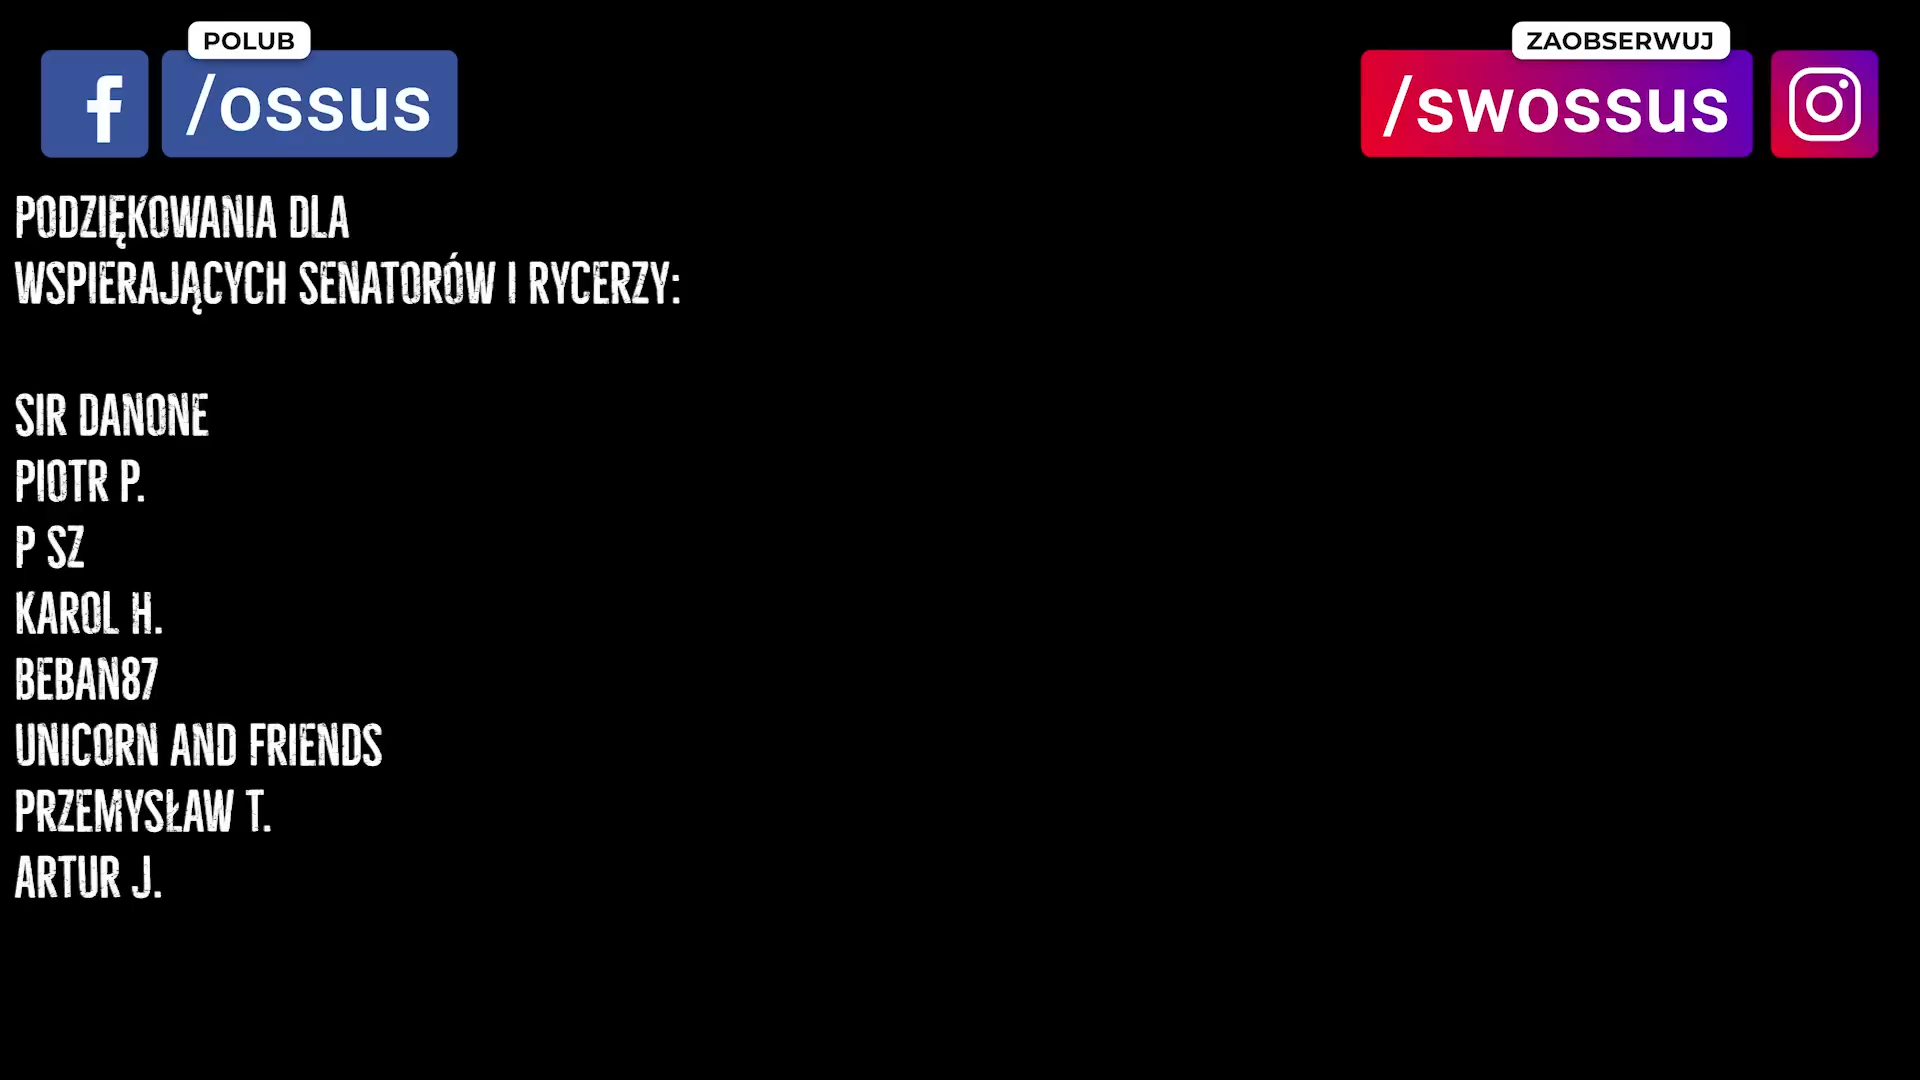 POLUB
/ossus
ZAOBSERWUJ
/swossus
PODZIĘKOWANIA DLA
WSPIERAJĄCYCH SENATORÓW I RYCERZY:
SIR DANONE
PIOTR P.
P SZ
KAROL H.
BEBAN87
UNICORN AND FRIENDS
PRZEMYSŁAW T.
ARTUR J.